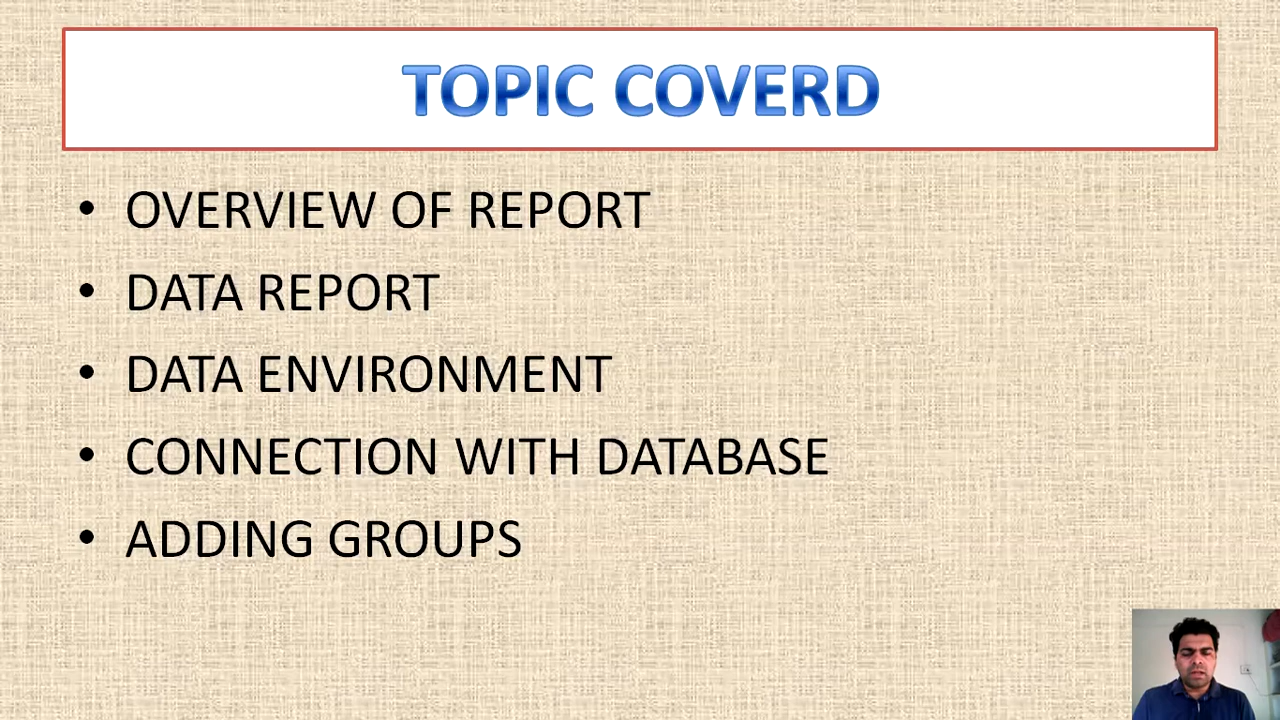 TOPIC COVERD
• OVERVIEW OF REPORT
• DATA REPORT
• DATA ENVIRONMENT
• CONNECTION WITH DATABASE
• ADDING GROUPS